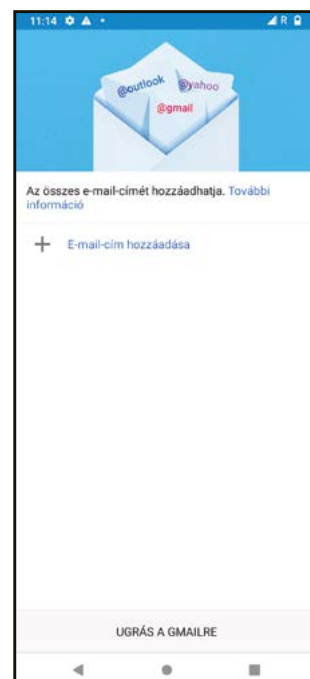 11:14 R
@outlook @yahoo
@gmail
Az összes e-mail-címét hozzáadhatja. További
információ
E-mail-cím hozzáadása
UGRÁS A GMAILRE